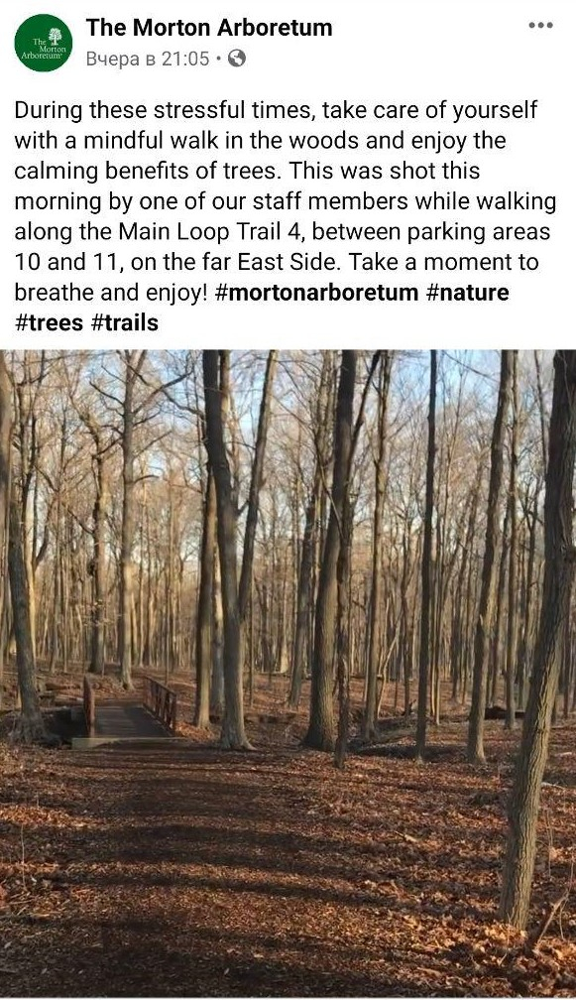 The Morton Arboretum
The
Morton
Arboretum
Вчера в 21:05
During these stressful times, take care of yourself
with a mindful walk in the woods and enjoy the
calming benefits of trees. This was shot this
morning by one of our staff members while walking
along the Main Loop Trail 4, between parking areas
10 and 11, on the far East Side. Take a moment to
breathe and enjoy! #mortonarboretum #nature
#trees #trails